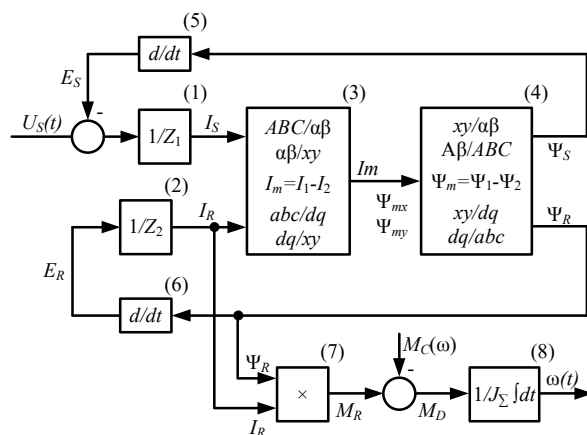 (5)
d/dt
E_S
U_S(t)
-
(1)
1/Z_1
I_S
(3)
ABC/αβ
αβ/xy
I_m=I_1-I_2
abc/dq
dq/xy
Im
Ψ_mx
Ψ_my
(4)
xy/αβ
Αβ/ABC
Ψ_m=Ψ_1-Ψ_2
xy/dq
dq/abc
Ψ_S
Ψ_R
(2)
1/Z_2
I_R
E_R
(6)
d/dt
Ψ_R
I_R
(7)
×
M_R
M_C(ω)
-
M_D
(8)
1/J_Σ ∫dt
ω(t)